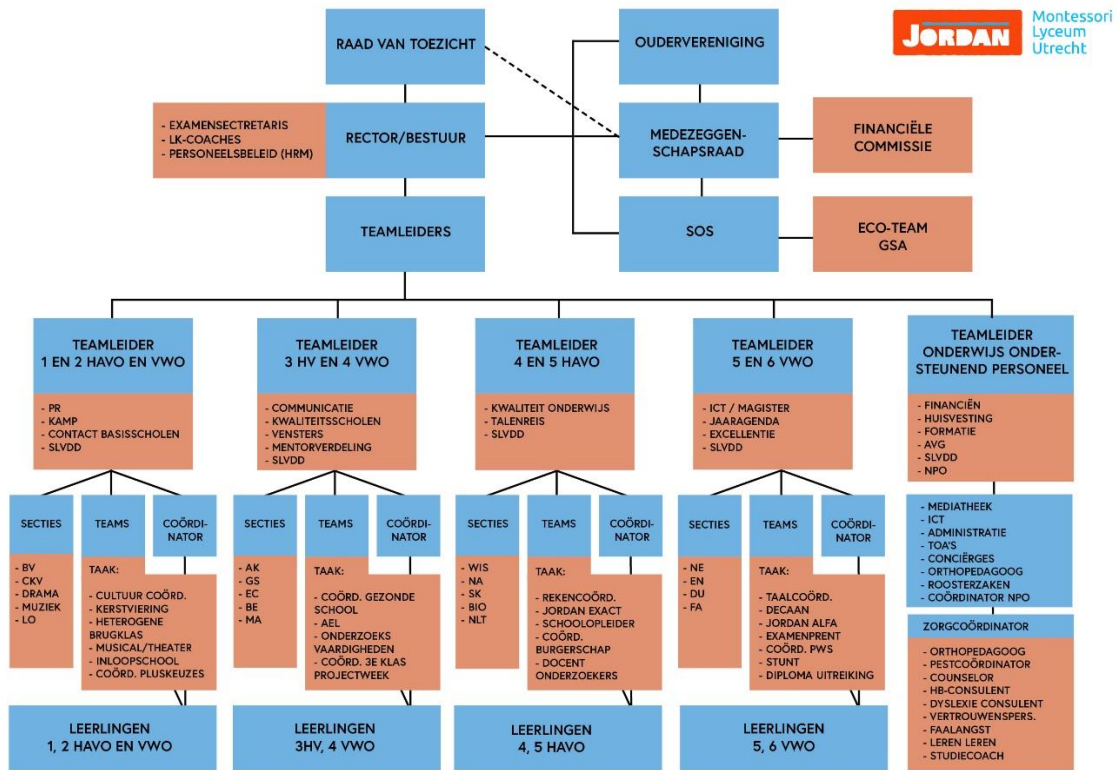 JORDAN
Montessori
Lyceum
Utrecht
RAAD VAN TOEZICHT
OUDERVERENIGING
- EXAMENSECRETARIS
- LK-COACHES
- PERSONEELSBELEID (HRM)
RECTOR/BESTUUR
MEDEZEGGEN-
SCHAPSRAAD
FINANCIËLE
COMMISSIE
TEAMLEIDERS
SOS
ECO-TEAM
GSA
TEAMLEIDER
1 EN 2 HAVO EN VWO
- PR
- KAMP
- CONTACT BASISSCHOLEN
- SLVDD
TEAMLEIDER
3 HV EN 4 VWO
- COMMUNICATIE
- KWALITEITSSCHOLEN
- VENSTERS
- MENTORVERDELING
- SLVDD
TEAMLEIDER
4 EN 5 HAVO
- KWALITEIT ONDERWIJS
- TALENREIS
- SLVDD
TEAMLEIDER
5 EN 6 VWO
- ICT / MAGISTER
- JAARAGENDA
- EXCELLENTIE
- SLVDD
TEAMLEIDER
ONDERWIJS ONDER-
STEUNEND PERSONEEL
- FINANCIËN
- HUISVESTING
- FORMATIE
- AVG
- SLVDD
- NPO
SECTIES
- BV
- CKV
- DRAMA
- MUZIEK
- LO
TEAMS
TAAK:
- CULTUUR COÖRD.
- KERSTVIERING
- HETEROGENE
BRUGKLAS
- MUSICAL/THEATER
- INLOOPSCHOOL
- COÖRD. PLUSKEUZES
COÖRDI-
NATOR
SECTIES
- AK
- GS
- EC
- BE
- MA
TEAMS
TAAK:
- COÖRD. GEZONDE
SCHOOL
- AEL
- ONDERZOEKS
VAARDIGHEDEN
- COÖRD. 3E KLAS
PROJECTWEEK
COÖRDI-
NATOR
SECTIES
- WIS
- NA
- SK
- BIO
- NLT
TEAMS
TAAK:
- REKENCOÖRD.
- JORDAN EXACT
- SCHOOLOPLEIDER
- COÖRD.
BURGERSCHAP
- DOCENT
ONDERZOEKERS
COÖRDI-
NATOR
SECTIES
- NE
- EN
- DU
- FA
TEAMS
TAAK:
- TAALCOÖRD.
- DECAAN
- JORDAN ALFA
- EXAMENPRENT
- COÖRD. PWS
- STUNT
- DIPLOMA UITREIKING
COÖRDI-
NATOR
- MEDIATHEEK
- ICT
- ADMINISTRATIE
- TOA'S
- CONCIËRGES
- ORTHOPEDAGOOG
- ROOSTERZAKEN
- COÖRDINATOR NPO
ZORGCOÖRDINATOR
- ORTHOPEDAGOOG
- PESTCOÖRDINATOR
- COUNSELOR
- HB-CONSULENT
- DYSLEXIE CONSULENT
- VERTROUWENSPERS.
- FAALANGST
- LEREN LEREN
- STUDIECOACH
LEERLINGEN
1, 2 HAVO EN VWO
LEERLINGEN
3HV, 4 VWO
LEERLINGEN
4, 5 HAVO
LEERLINGEN
5, 6 VWO